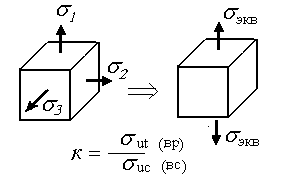 σ1
σэкв
σ2
σ3
σэкв
κ = σut (вр)
σuc (вс)